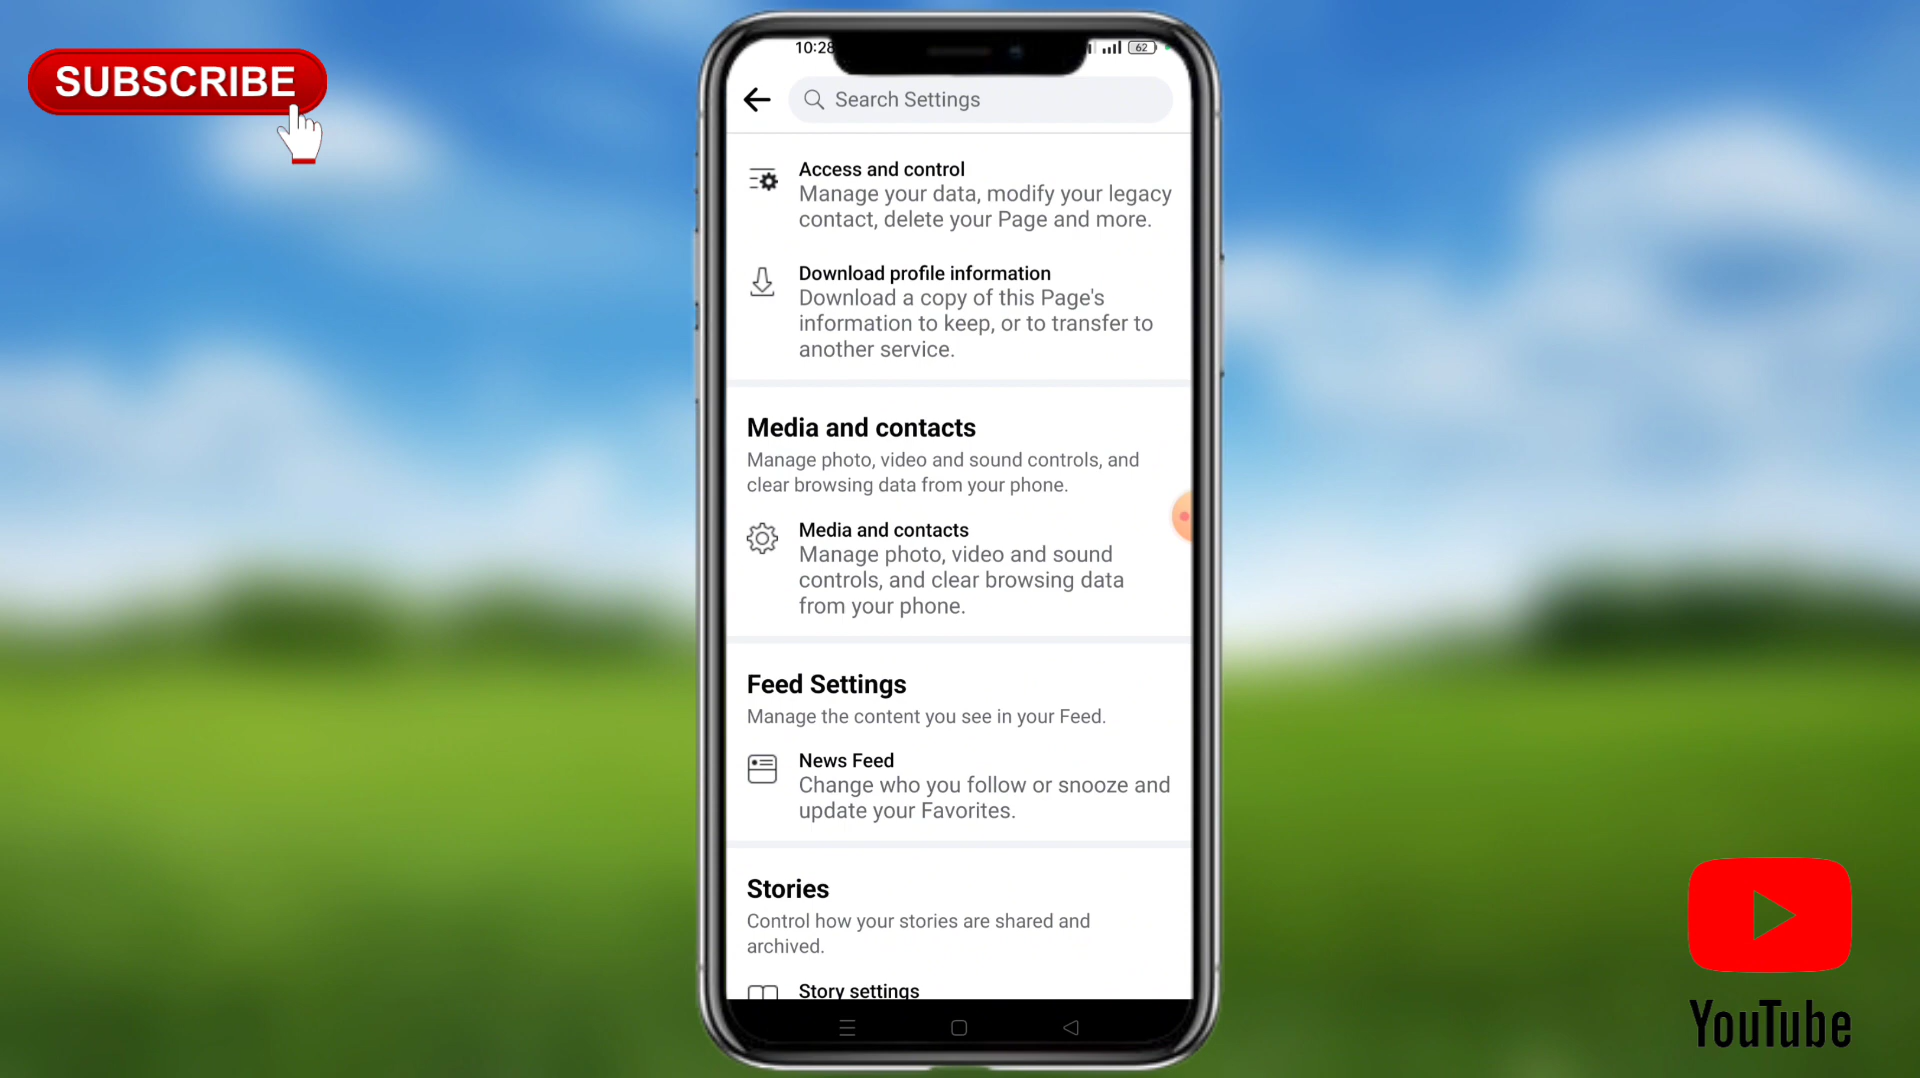 SUBSCRIBE
10:28
62
Search Settings
Access and control
Manage your data, modify your legacy
contact, delete your Page and more.
Download profile information
Download a copy of this Page's
information to keep, or to transfer to
another service.
Media and contacts
Manage photo, video and sound controls, and
clear browsing data from your phone.
Media and contacts
Manage photo, video and sound
controls, and clear browsing data
from your phone.
Feed Settings
Manage the content you see in your Feed.
News Feed
Change who you follow or snooze and
update your Favorites.
Stories
Control how your stories are shared and
archived.
Story settings
YouTube